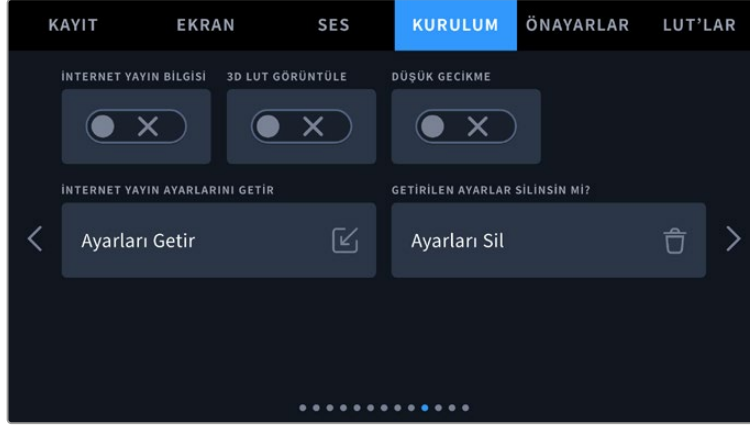 KAYIT EKRAN SES KURULUM ÖNAYARLAR LUT’LAR
İNTERNET YAYIN BİLGİSİ 3D LUT GÖRÜNTÜLE DÜŞÜK GECİKME
İNTERNET YAYIN AYARLARINI GETİR GETİRİLEN AYARLAR SİLİNSİN Mİ?
Ayarları Getir Ayarları Sil